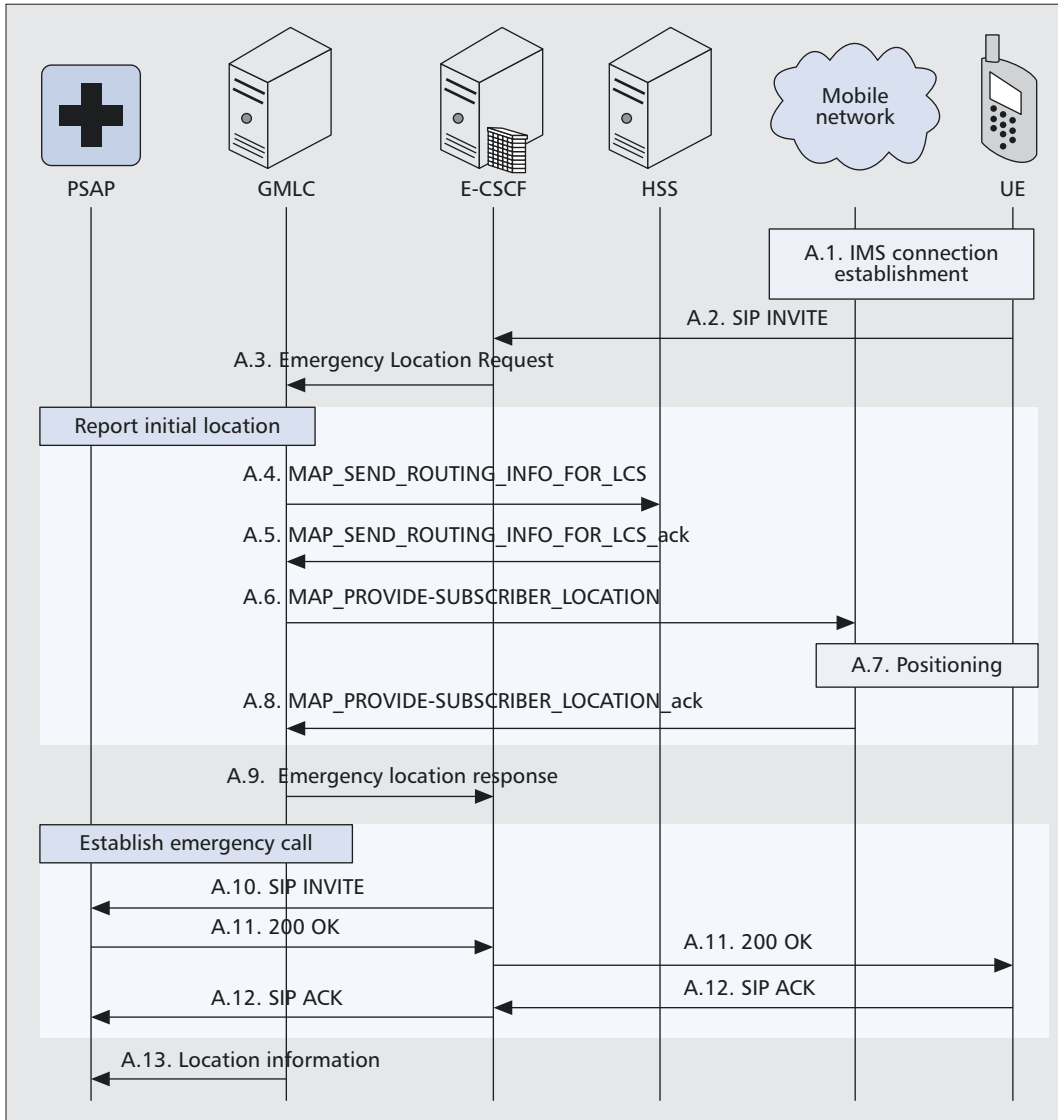 Mobile
network
PSAP
GMLC
E-CSCF
HSS
UE
A.1. IMS connection
establishment
A.2. SIP INVITE
A.3. Emergency Location Request
Report initial location
A.4. MAP_SEND_ROUTING_INFO_FOR_LCS
A.5. MAP_SEND_ROUTING_INFO_FOR_LCS_ack
A.6. MAP_PROVIDE-SUBSCRIBER_LOCATION
A.7. Positioning
A.8. MAP_PROVIDE-SUBSCRIBER_LOCATION_ack
A.9. Emergency location response
Establish emergency call
A.10. SIP INVITE
A.11. 200 OK
A.11. 200 OK
A.12. SIP ACK
A.12. SIP ACK
A.13. Location information